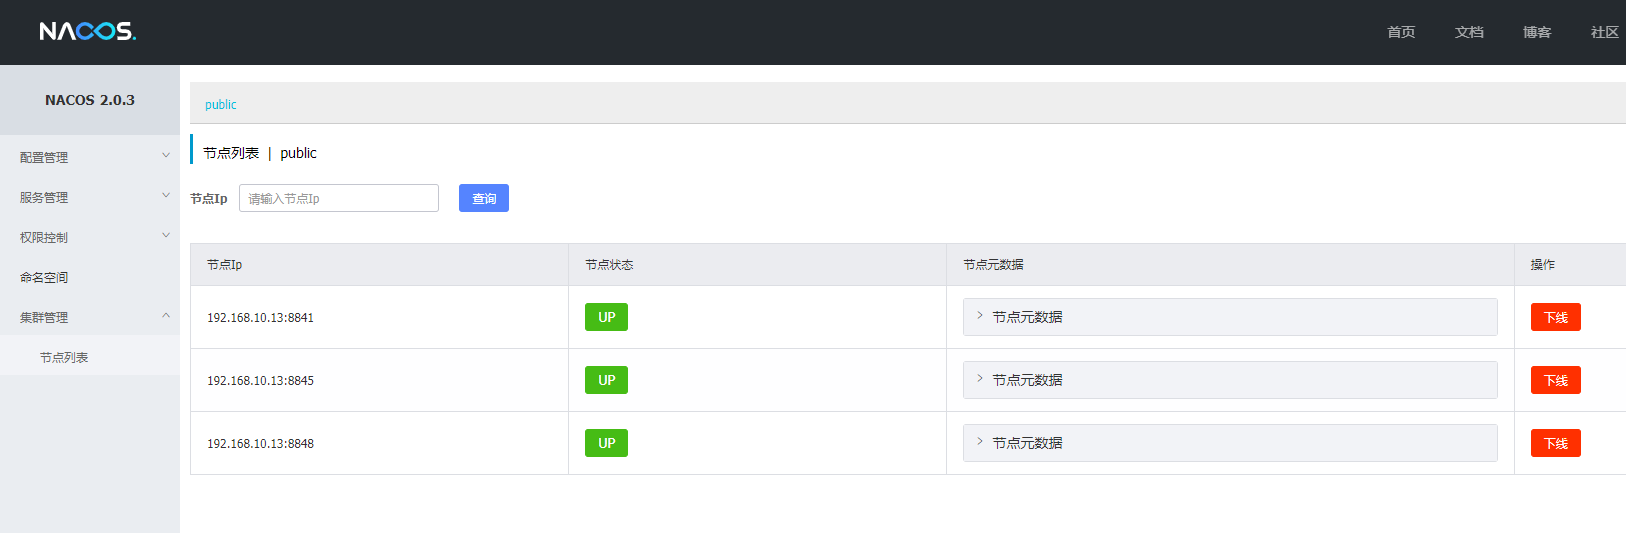 NACOS.
首页 文档 博客 社区
NACOS 2.0.3
配置管理
服务管理
权限控制
命名空间
集群管理
节点列表
public
节点列表 | public
节点Ip 请输入节点Ip 查询
节点Ip 节点状态 节点元数据 操作
192.168.10.13:8841 UP 节点元数据 下线
192.168.10.13:8845 UP 节点元数据 下线
192.168.10.13:8848 UP 节点元数据 下线